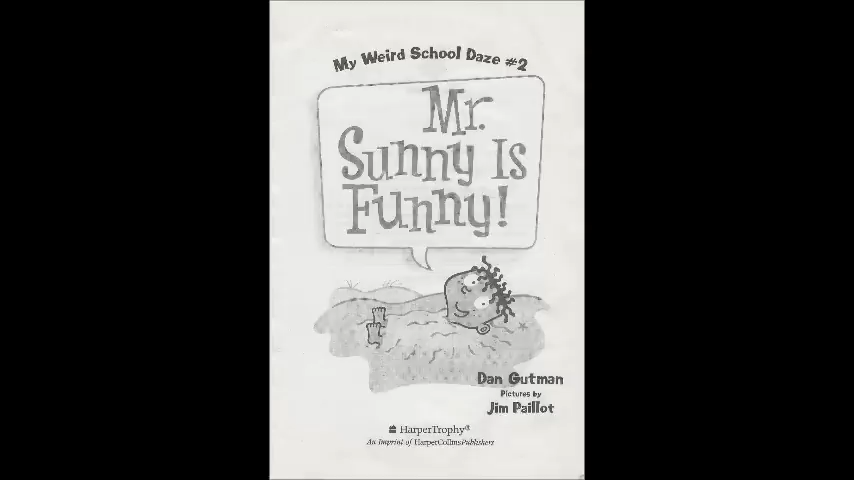 My Weird School Daze #2
Mr.
Sunny Is
Funny!
Dan Gutman
Pictures by
Jim Paillot
HarperTrophy®
An Imprint of HarperCollinsPublishers